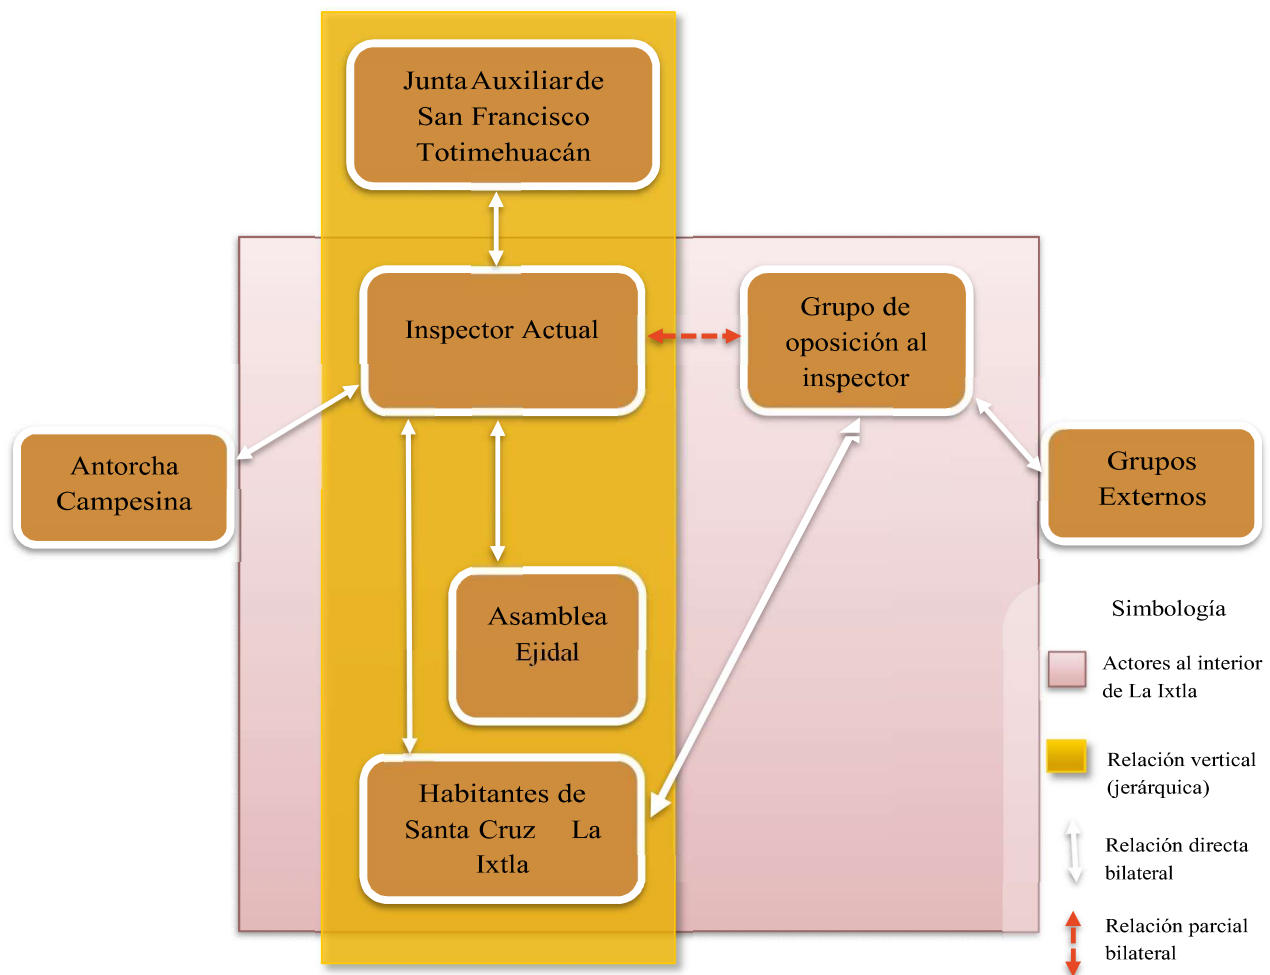 Junta Auxiliar de
San Francisco
Totimehuacán
Inspector Actual
Grupo de
oposición al
inspector
Antorcha
Campesina
Grupos
Externos
Asamblea
Ejidal
Habitantes de
Santa Cruz La
Ixtla
Simbología
Actores al interior
de La Ixtla
Relación vertical
(jerárquica)
Relación directa
bilateral
Relación parcial
bilateral